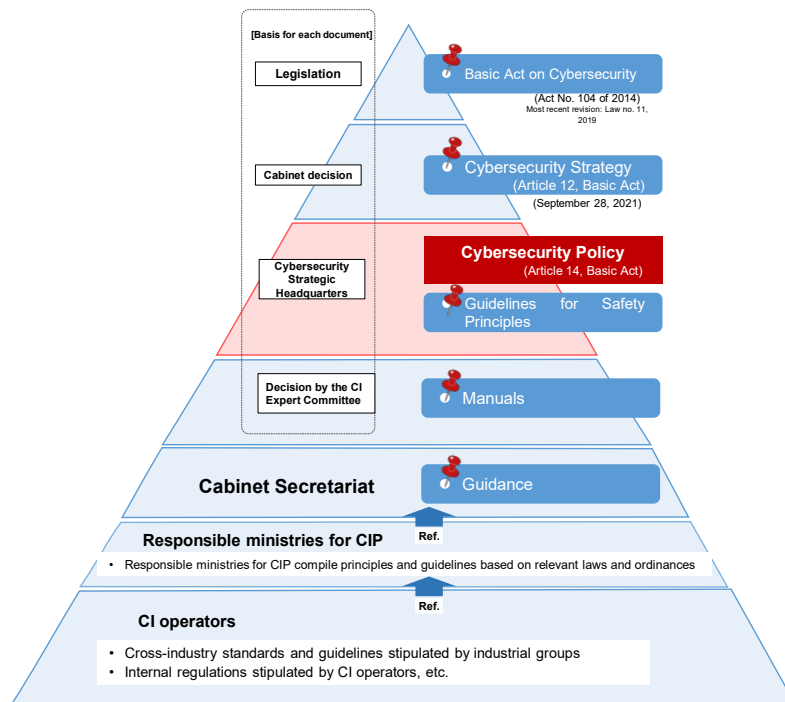 [Basis for each document]
Legislation
Basic Act on Cybersecurity
(Act No. 104 of 2014)
Most recent revision: Law no. 11,
2019
Cabinet decision
Cybersecurity Strategy
(Article 12, Basic Act)
(September 28, 2021)
Cybersecurity
Strategic
Headquarters
Cybersecurity Policy
(Article 14, Basic Act)
Guidelines for Safety
Principles
Decision by the CI
Expert Committee
Manuals
Cabinet Secretariat
Guidance
Ref.
Responsible ministries for CIP
• Responsible ministries for CIP compile principles and guidelines based on relevant laws and ordinances
Ref.
CI operators
• Cross-industry standards and guidelines stipulated by industrial groups
• Internal regulations stipulated by CI operators, etc.